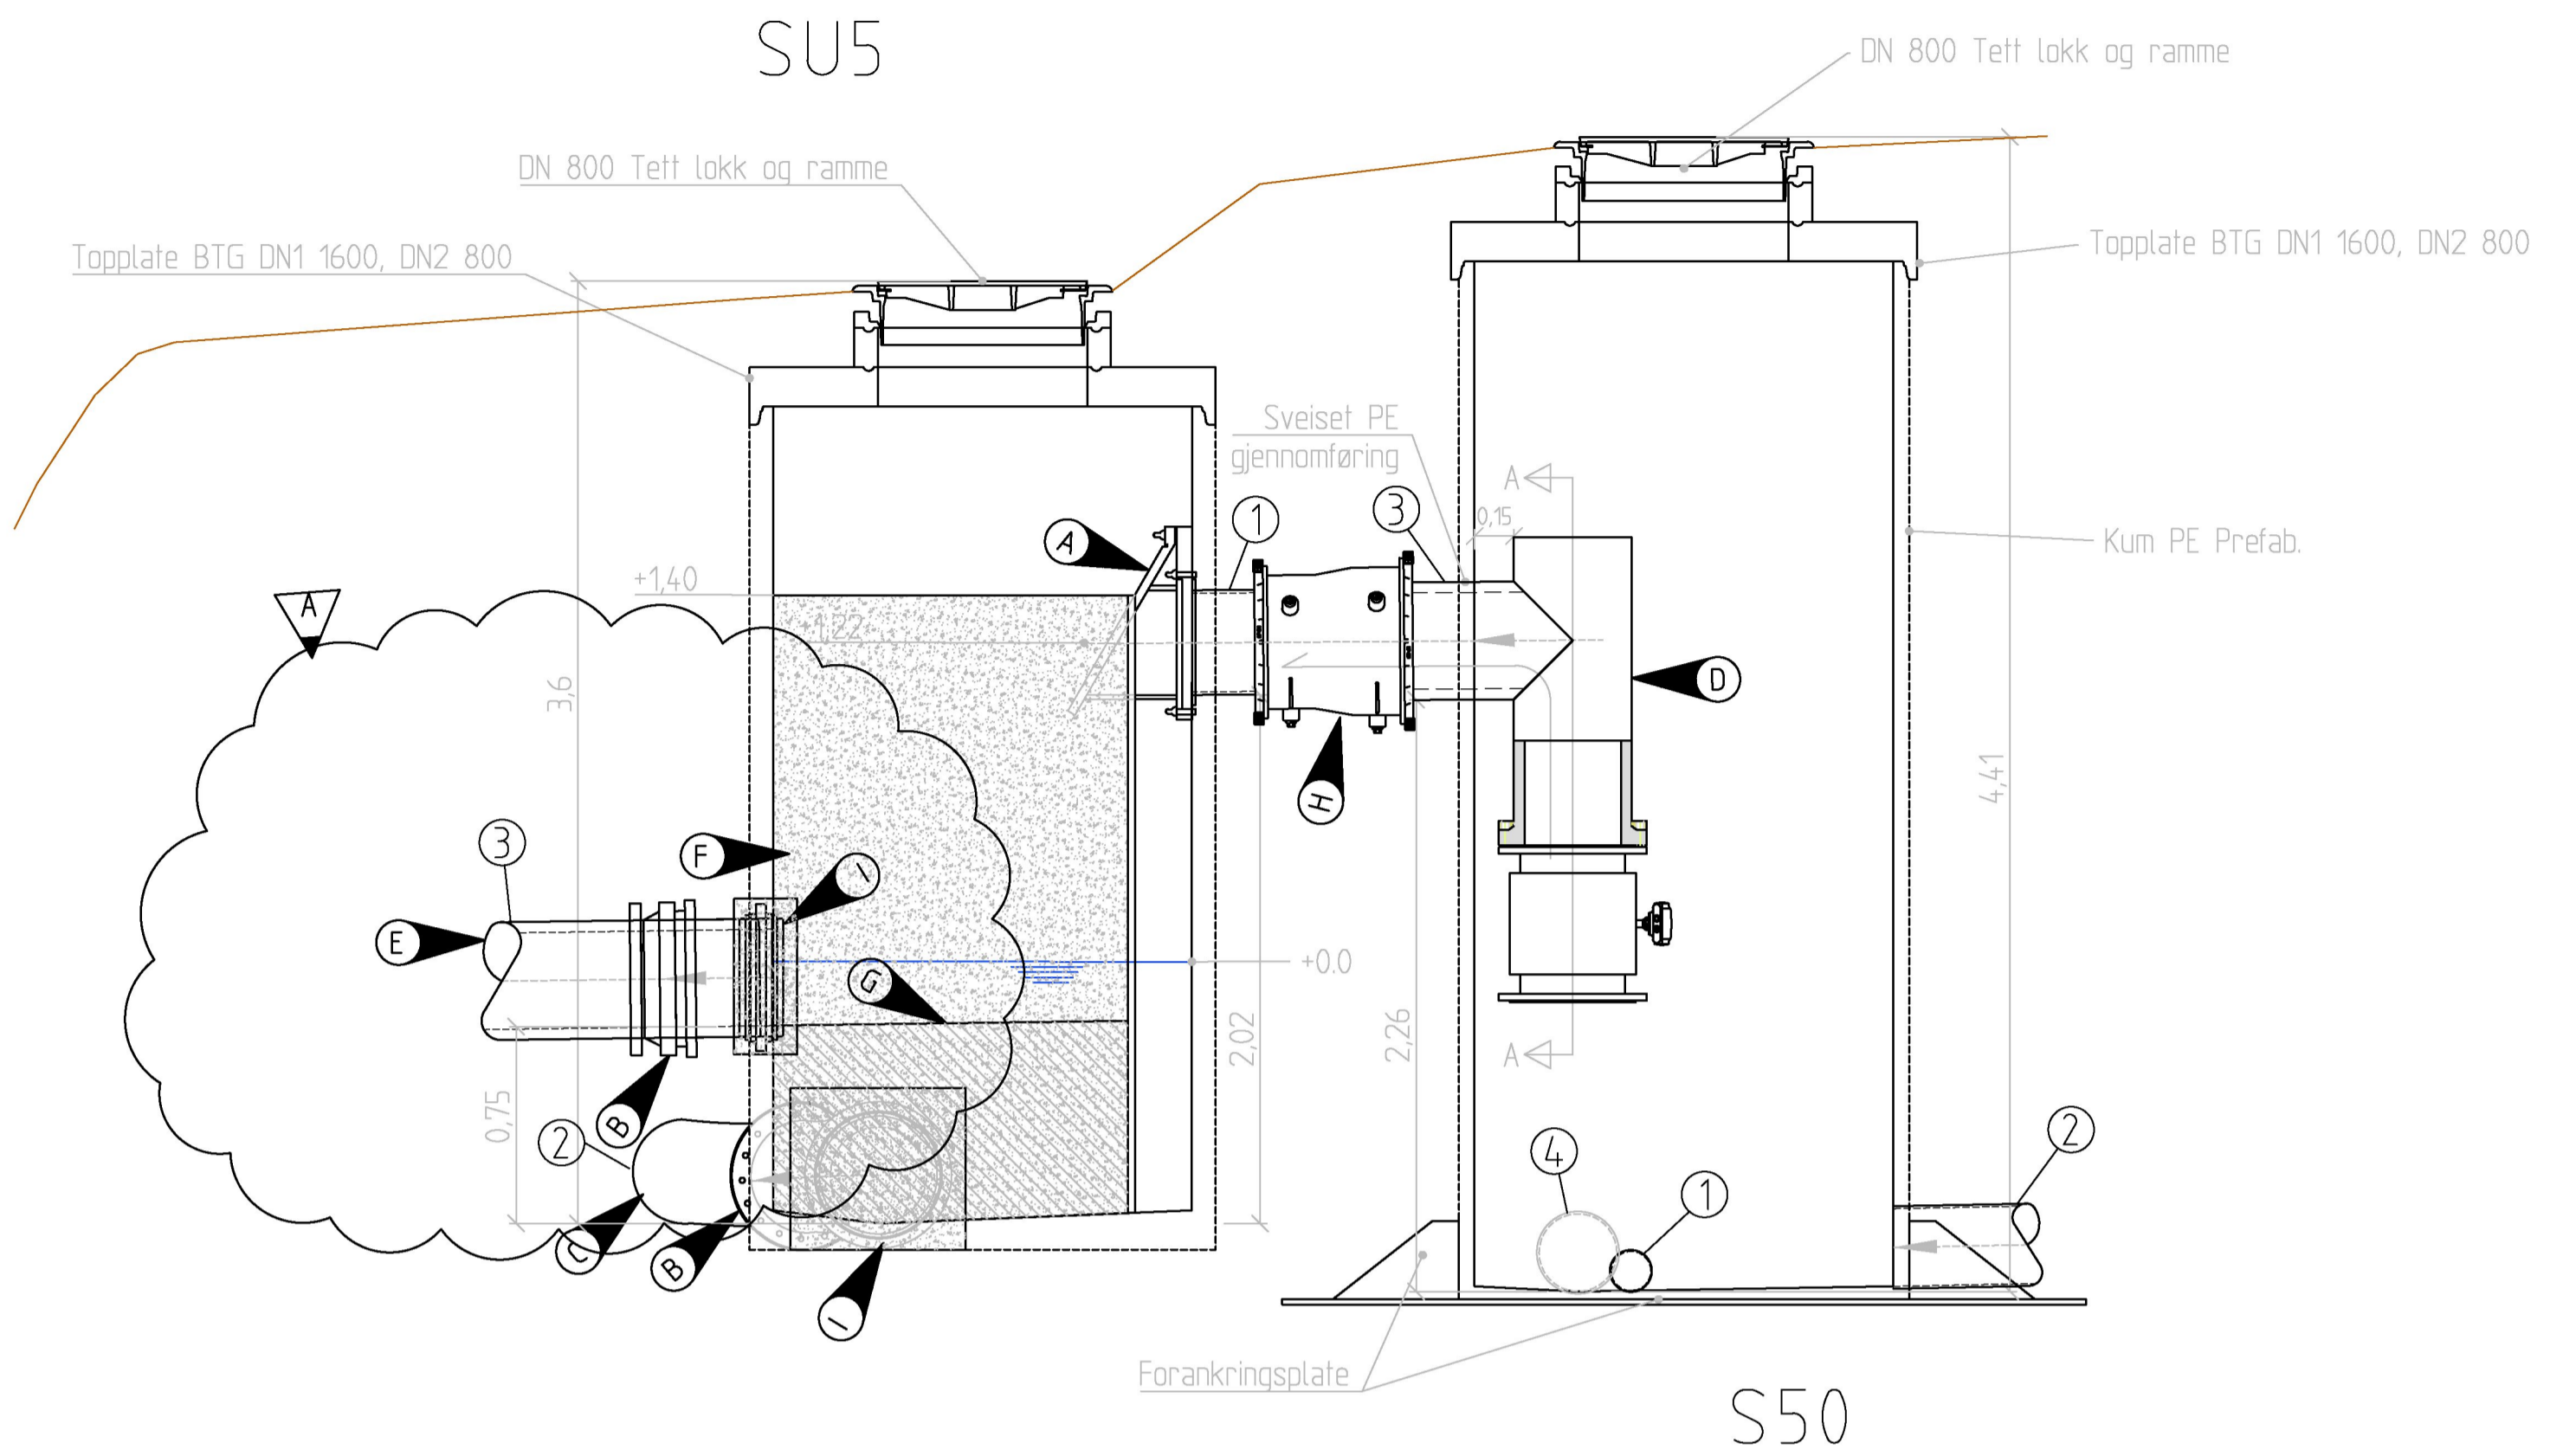 SU5
DN 800 Tett lokk og ramme
DN 800 Tett lokk og ramme
Topplate BTG DN1 1600, DN2 800
Topplate BTG DN1 1600, DN2 800
Sveiset PE
gjennomføring
A
0,15
1
3
A
Kum PE Prefab.
+1,40
A
+1,22
3,6
D
4,41
H
3
F
I
E
G
+0.0
2,02
2,26
A
0,75
B
2
4
2
1
C
B
I
Forankringsplate
S50